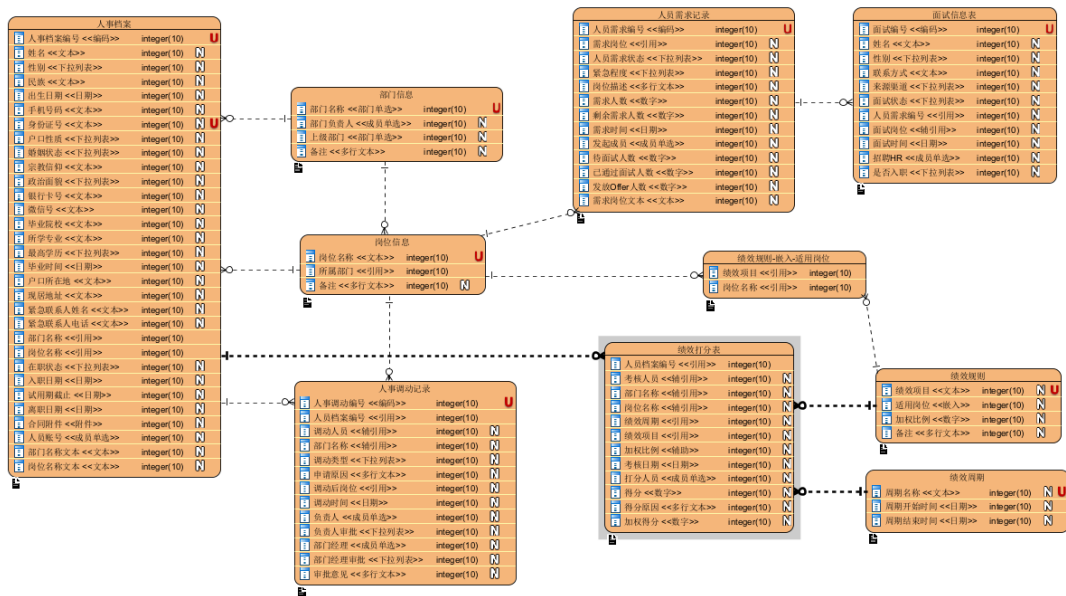 人事档案
人事档案编号 <<编码>> integer(10) U
姓名 <<文本>> integer(10) N
性别 <<下拉列表>> integer(10) N
民族 <<文本>> integer(10) N
出生日期 <<日期>> integer(10) N
手机号码 <<文本>> integer(10) N
身份证号 <<文本>> integer(10) N U
户口性质 <<下拉列表>> integer(10) N
婚姻状态 <<下拉列表>> integer(10) N
宗教信仰 <<文本>> integer(10) N
政治面貌 <<下拉列表>> integer(10) N
银行卡号 <<文本>> integer(10) N
微信号 <<文本>> integer(10) N
毕业院校 <<文本>> integer(10) N
所学专业 <<文本>> integer(10) N
最高学历 <<下拉列表>> integer(10) N
毕业时间 <<日期>> integer(10) N
户口所在地 <<文本>> integer(10) N
现居地址 <<文本>> integer(10) N
紧急联系人姓名 <<文本>> integer(10) N
紧急联系人电话 <<文本>> integer(10) N
部门名称 <<引用>> integer(10)
岗位名称 <<引用>> integer(10)
在职状态 <<下拉列表>> integer(10) N
入职日期 <<日期>> integer(10) N
试用期截止 <<日期>> integer(10) N
离职日期 <<日期>> integer(10) N
合同附件 <<附件>> integer(10) N
人员账号 <<成员单选>> integer(10) N
部门名称文本 <<文本>> integer(10) N
岗位名称文本 <<文本>> integer(10) N
部门信息
部门名称 <<部门单选>> integer(10) U
部门负责人 <<成员单选>> integer(10) N
上级部门 <<部门单选>> integer(10) N
备注 <<多行文本>> integer(10) N
岗位信息
岗位名称 <<文本>> integer(10) U
所属部门 <<引用>> integer(10)
备注 <<多行文本>> integer(10) N
人事调动记录
人事调动编号 <<编码>> integer(10) U
人员档案编号 <<引用>> integer(10)
调动人员 <<辅引用>> integer(10) N
部门名称 <<辅引用>> integer(10) N
调动类型 <<下拉列表>> integer(10) N
申请原因 <<多行文本>> integer(10) N
调动后岗位 <<引用>> integer(10) N
调动时间 <<日期>> integer(10) N
负责人 <<成员单选>> integer(10) N
负责人审批 <<下拉列表>> integer(10) N
部门经理 <<成员单选>> integer(10) N
部门经理审批 <<下拉列表>> integer(10) N
审批意见 <<多行文本>> integer(10) N
人员需求记录
人员需求编号 <<编码>> integer(10) U
需求岗位 <<引用>> integer(10) N
人员需求状态 <<下拉列表>> integer(10) N
紧急程度 <<下拉列表>> integer(10) N
岗位描述 <<多行文本>> integer(10) N
需求人数 <<数字>> integer(10) N
剩余需求人数 <<数字>> integer(10) N
需求时间 <<日期>> integer(10) N
发起成员 <<成员单选>> integer(10) N
待面试人数 <<数字>> integer(10) N
已通过面试人数 <<数字>> integer(10) N
发放Offer人数 <<数字>> integer(10) N
需求岗位文本 <<文本>> integer(10) N
面试信息表
面试编号 <<编码>> integer(10) U
姓名 <<文本>> integer(10) N
性别 <<下拉列表>> integer(10) N
联系方式 <<文本>> integer(10) N
来源渠道 <<下拉列表>> integer(10) N
面试状态 <<下拉列表>> integer(10) N
人员需求编号 <<引用>> integer(10) N
面试岗位 <<辅引用>> integer(10) N
面试时间 <<日期>> integer(10) N
招聘HR <<成员单选>> integer(10) N
是否入职 <<下拉列表>> integer(10) N
绩效规则-嵌入-适用岗位
绩效项目 <<引用>> integer(10)
岗位名称 <<引用>> integer(10)
绩效打分表
人员档案编号 <<引用>> integer(10)
考核人员 <<辅引用>> integer(10) N
部门名称 <<辅引用>> integer(10) N
岗位名称 <<辅引用>> integer(10) N
绩效周期 <<引用>> integer(10) N
绩效项目 <<引用>> integer(10) N
加权比例 <<辅助>> integer(10) N
考核日期 <<日期>> integer(10) N
打分人员 <<成员单选>> integer(10) N
得分 <<数字>> integer(10) N
得分原因 <<多行文本>> integer(10) N
加权得分 <<数字>> integer(10) N
绩效规则
绩效项目 <<文本>> integer(10) N U
适用岗位 <<嵌入>> integer(10) N
加权比例 <<数字>> integer(10) N
备注 <<多行文本>> integer(10) N
绩效周期
周期名称 <<文本>> integer(10) N U
周期开始时间 <<日期>> integer(10) N
周期结束时间 <<日期>> integer(10) N